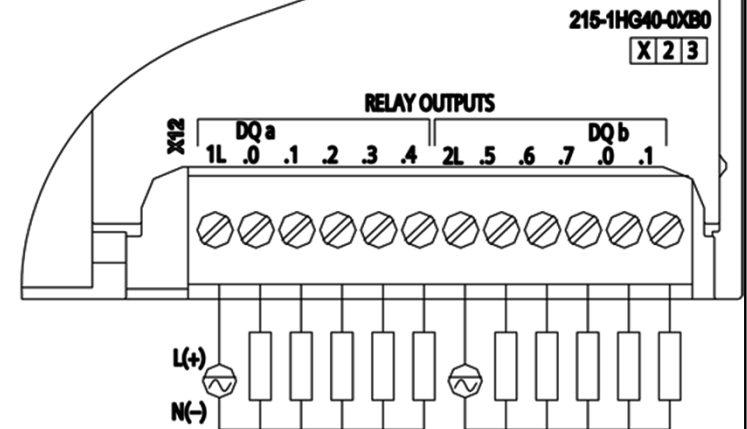 215-1HG40-0XB0
X 2 3
RELAY OUTPUTS
X12
DQ a DQ b
1L .0 .1 .2 .3 .4 2L .5 .6 .7 .0 .1
L(+)
N(–)